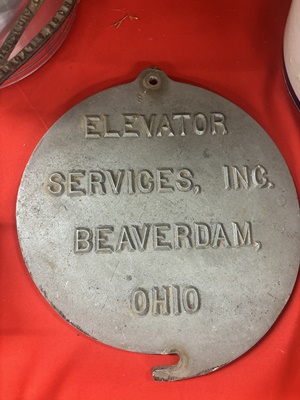 ELEVATOR
SERVICES, INC.
BEAVERDAM,
OHIO